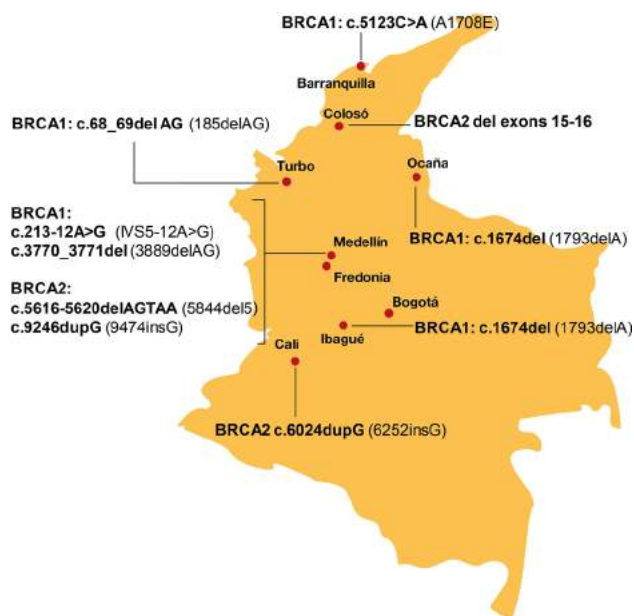 BRCA1: c.5123C>A (A1708E)
Barranquilla
Colosó
BRCA1: c.68_69del AG (185delAG)
BRCA2 del exons 15-16
Turbo
Ocaña
BRCA1:
c.213-12A>G (IVS5-12A>G)
c.3770_3771del (3889delAG)
Medellín
BRCA1: c.1674del (1793delA)
Fredonia
BRCA2:
c.5616-5620delAGTAA (5844del5)
c.9246dupG (9474insG)
Bogotá
BRCA1: c.1674del (1793delA)
Ibagué
Cali
BRCA2 c.6024dupG (6252insG)